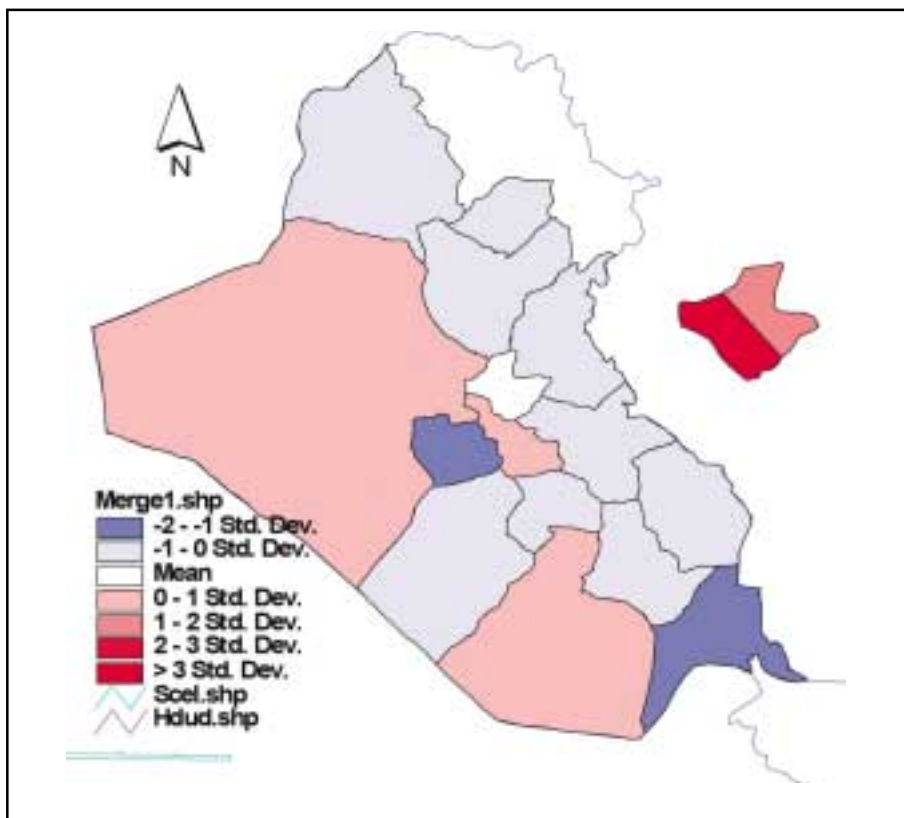 N
Merge1.shp
-2 - -1 Std. Dev.
-1 - 0 Std. Dev.
Mean
0 - 1 Std. Dev.
1 - 2 Std. Dev.
2 - 3 Std. Dev.
> 3 Std. Dev.
Scel.shp
Hdud.shp